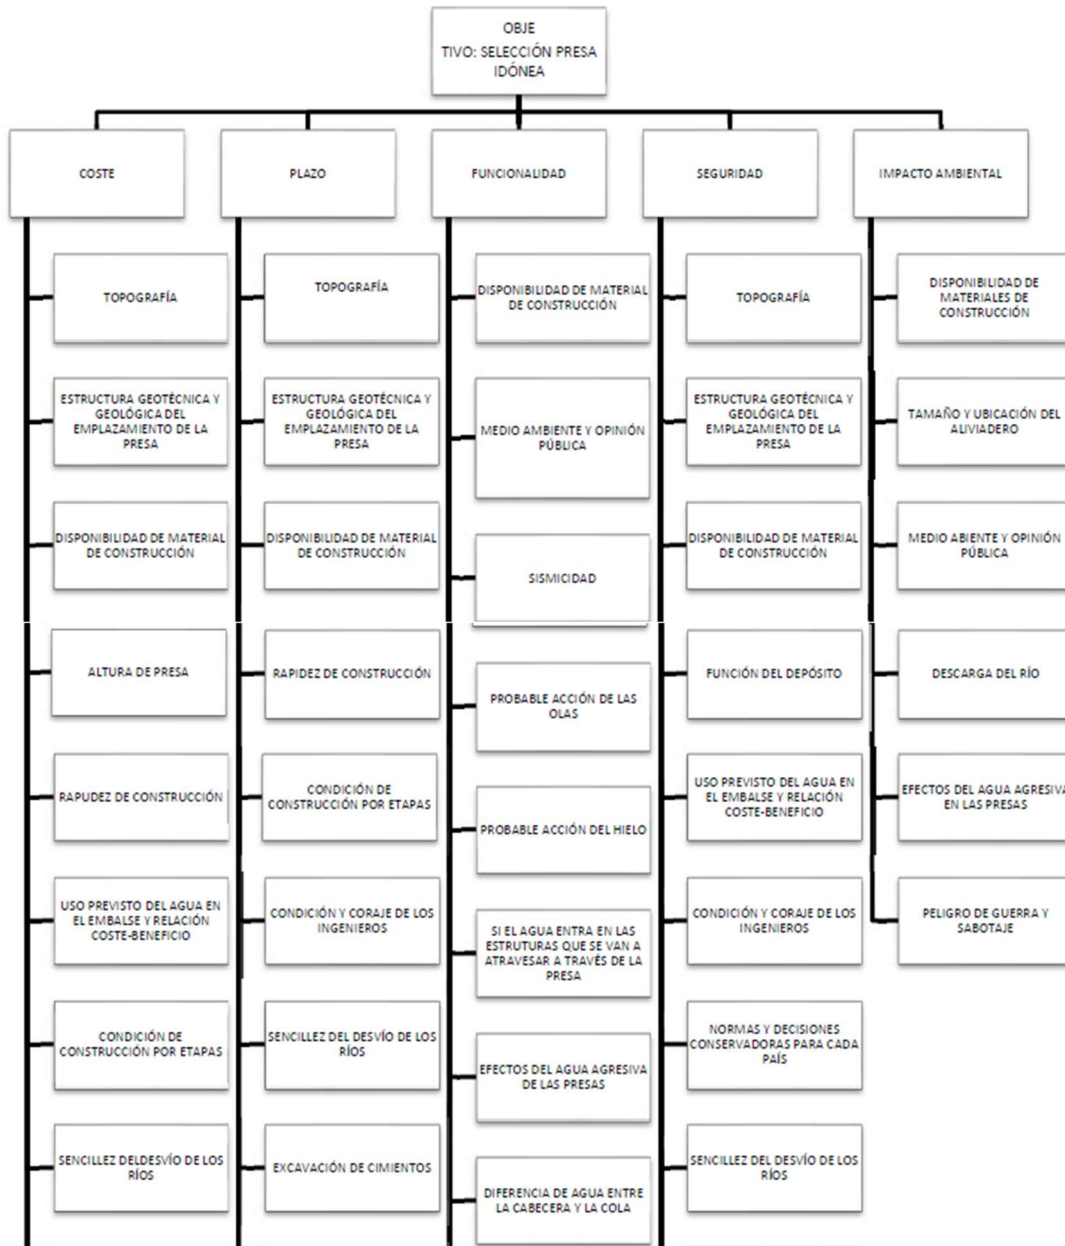 OBJE
TIVO: SELECCIÓN PRESA
IDÓNEA
COSTE
PLAZO
FUNCIONALIDAD
SEGURIDAD
IMPACTO AMBIENTAL
TOPOGRAFÍA
ESTRUCTURA GEOTÉCNICA Y
GEOLÓGICA DEL
EMPLAZAMIENTO DE LA
PRESA
DISPONIBILIDAD DE MATERIAL
DE CONSTRUCCIÓN
ALTURA DE PRESA
RAPUDEZ DE CONSTRUCCIÓN
USO PREVISTO DEL AGUA EN
EL EMBALSE Y RELACIÓN
COSTE-BENEFICIO
CONDICIÓN DE
CONSTRUCCIÓN POR ETAPAS
SENCILLEZ DELDESVÍO DE LOS
RÍOS
TOPOGRAFÍA
ESTRUCTURA GEOTÉCNICA Y
GEOLÓGICA DEL
EMPLAZAMIENTO DE LA
PRESA
DISPONIBILIDAD DE MATERIAL
DE CONSTRUCCIÓN
RAPIDEZ DE CONSTRUCCIÓN
CONDICIÓN DE
CONSTRUCCIÓN POR ETAPAS
CONDICIÓN Y CORAJE DE LOS
INGENIEROS
SENCILLEZ DEL DESVÍO DE LOS
RÍOS
EXCAVACIÓN DE CIMIENTOS
DISPONIBILIDAD DE MATERIAL
DE CONSTRUCCIÓN
MEDIO AMBIENTE Y OPINIÓN
PÚBLICA
SISMICIDAD
PROBABLE ACCIÓN DE LAS
OLAS
PROBABLE ACCIÓN DEL HIELO
SI EL AGUA ENTRA EN LAS
ESTRUTURAS QUE SE VAN A
ATRAVESAR A TRAVÉS DE LA
PRESA
EFECTOS DEL AGUA AGRESIVA
DE LAS PRESAS
DIFERENCIA DE AGUA ENTRE
LA CABECERA Y LA COLA
TOPOGRAFÍA
ESTRUCTURA GEOTÉCNICA Y
GEOLÓGICA DEL
EMPLAZAMIENTO DE LA
PRESA
DISPONIBILIDAD DE MATERIAL
DE CONSTRUCCIÓN
FUNCIÓN DEL DEPÓSITO
USO PREVISTO DEL AGUA EN
EL EMBALSE Y RELACIÓN
COSTE-BENEFICIO
CONDICIÓN Y CORAJE DE LOS
INGENIEROS
NORMAS Y DECISIONES
CONSERVADORAS PARA CADA
PAÍS
SENCILLEZ DEL DESVÍO DE LOS
RÍOS
DISPONIBILIDAD DE
MATERIALES DE
CONSTRUCCIÓN
TAMAÑO Y UBICACIÓN DEL
ALIVIADERO
MEDIO ABIENTE Y OPINIÓN
PÚBLICA
DESCARGA DEL RÍO
EFECTOS DEL AGUA AGRESIVA
EN LAS PRESAS
PELIGRO DE GUERRA Y
SABOTAJE